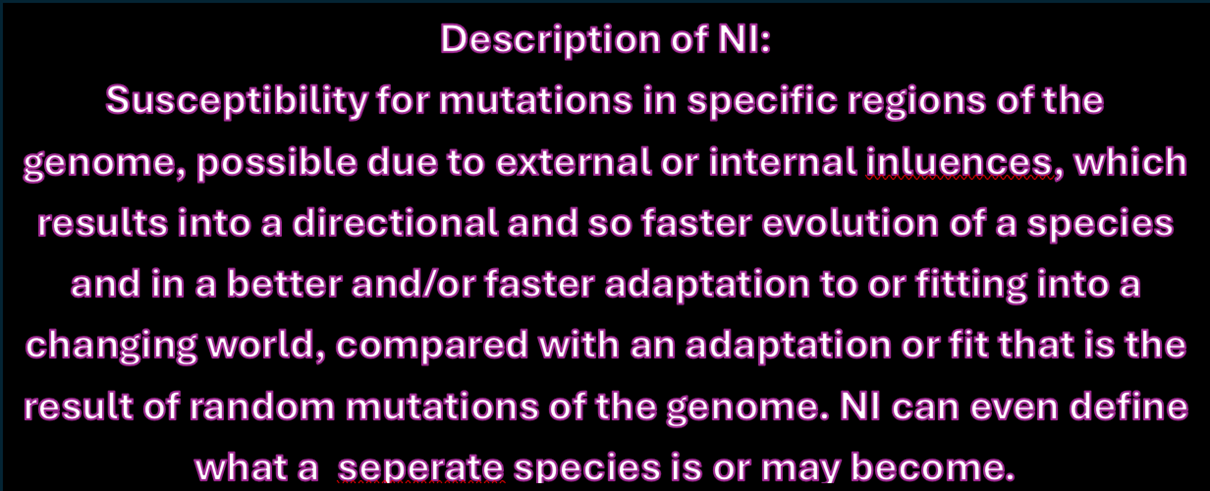 Description of NI:
Susceptibility for mutations in specific regions of the
genome, possible due to external or internal inluences, which
results into a directional and so faster evolution of a species
and in a better and/or faster adaptation to or fitting into a
changing world, compared with an adaptation or fit that is the
result of random mutations of the genome. NI can even define
what a  seperate species is or may become.